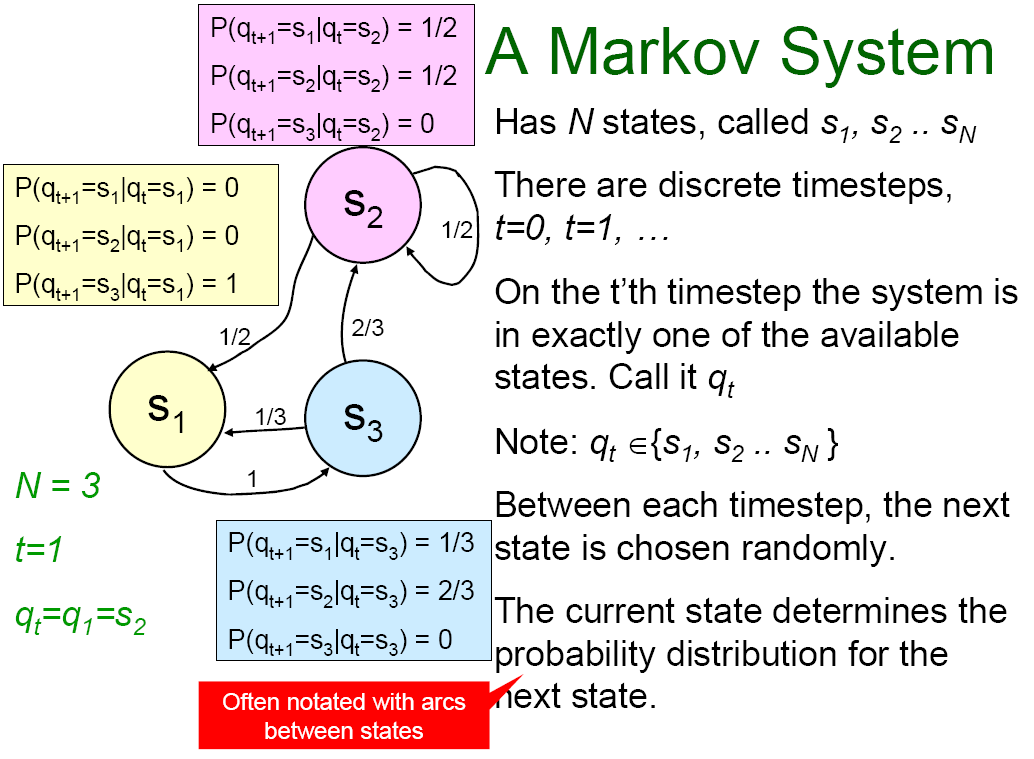 P(qt+1=s1|qt=s2) = 1/2
P(qt+1=s2|qt=s2) = 1/2
P(qt+1=s3|qt=s2) = 0
A Markov System
Has N states, called s1, s2 .. sN
There are discrete timesteps,
t=0, t=1, …
On the t’th timestep the system is
in exactly one of the available
states. Call it qt
Note: qt ∈{s1, s2 .. sN }
Between each timestep, the next
state is chosen randomly.
The current state determines the
probability distribution for the
next state.
P(qt+1=s1|qt=s1) = 0
P(qt+1=s2|qt=s1) = 0
P(qt+1=s3|qt=s1) = 1
s2
1/2
1/2
2/3
s1
1/3
s3
1
N = 3
t=1
qt=q1=s2
P(qt+1=s1|qt=s3) = 1/3
P(qt+1=s2|qt=s3) = 2/3
P(qt+1=s3|qt=s3) = 0
Often notated with arcs
between states